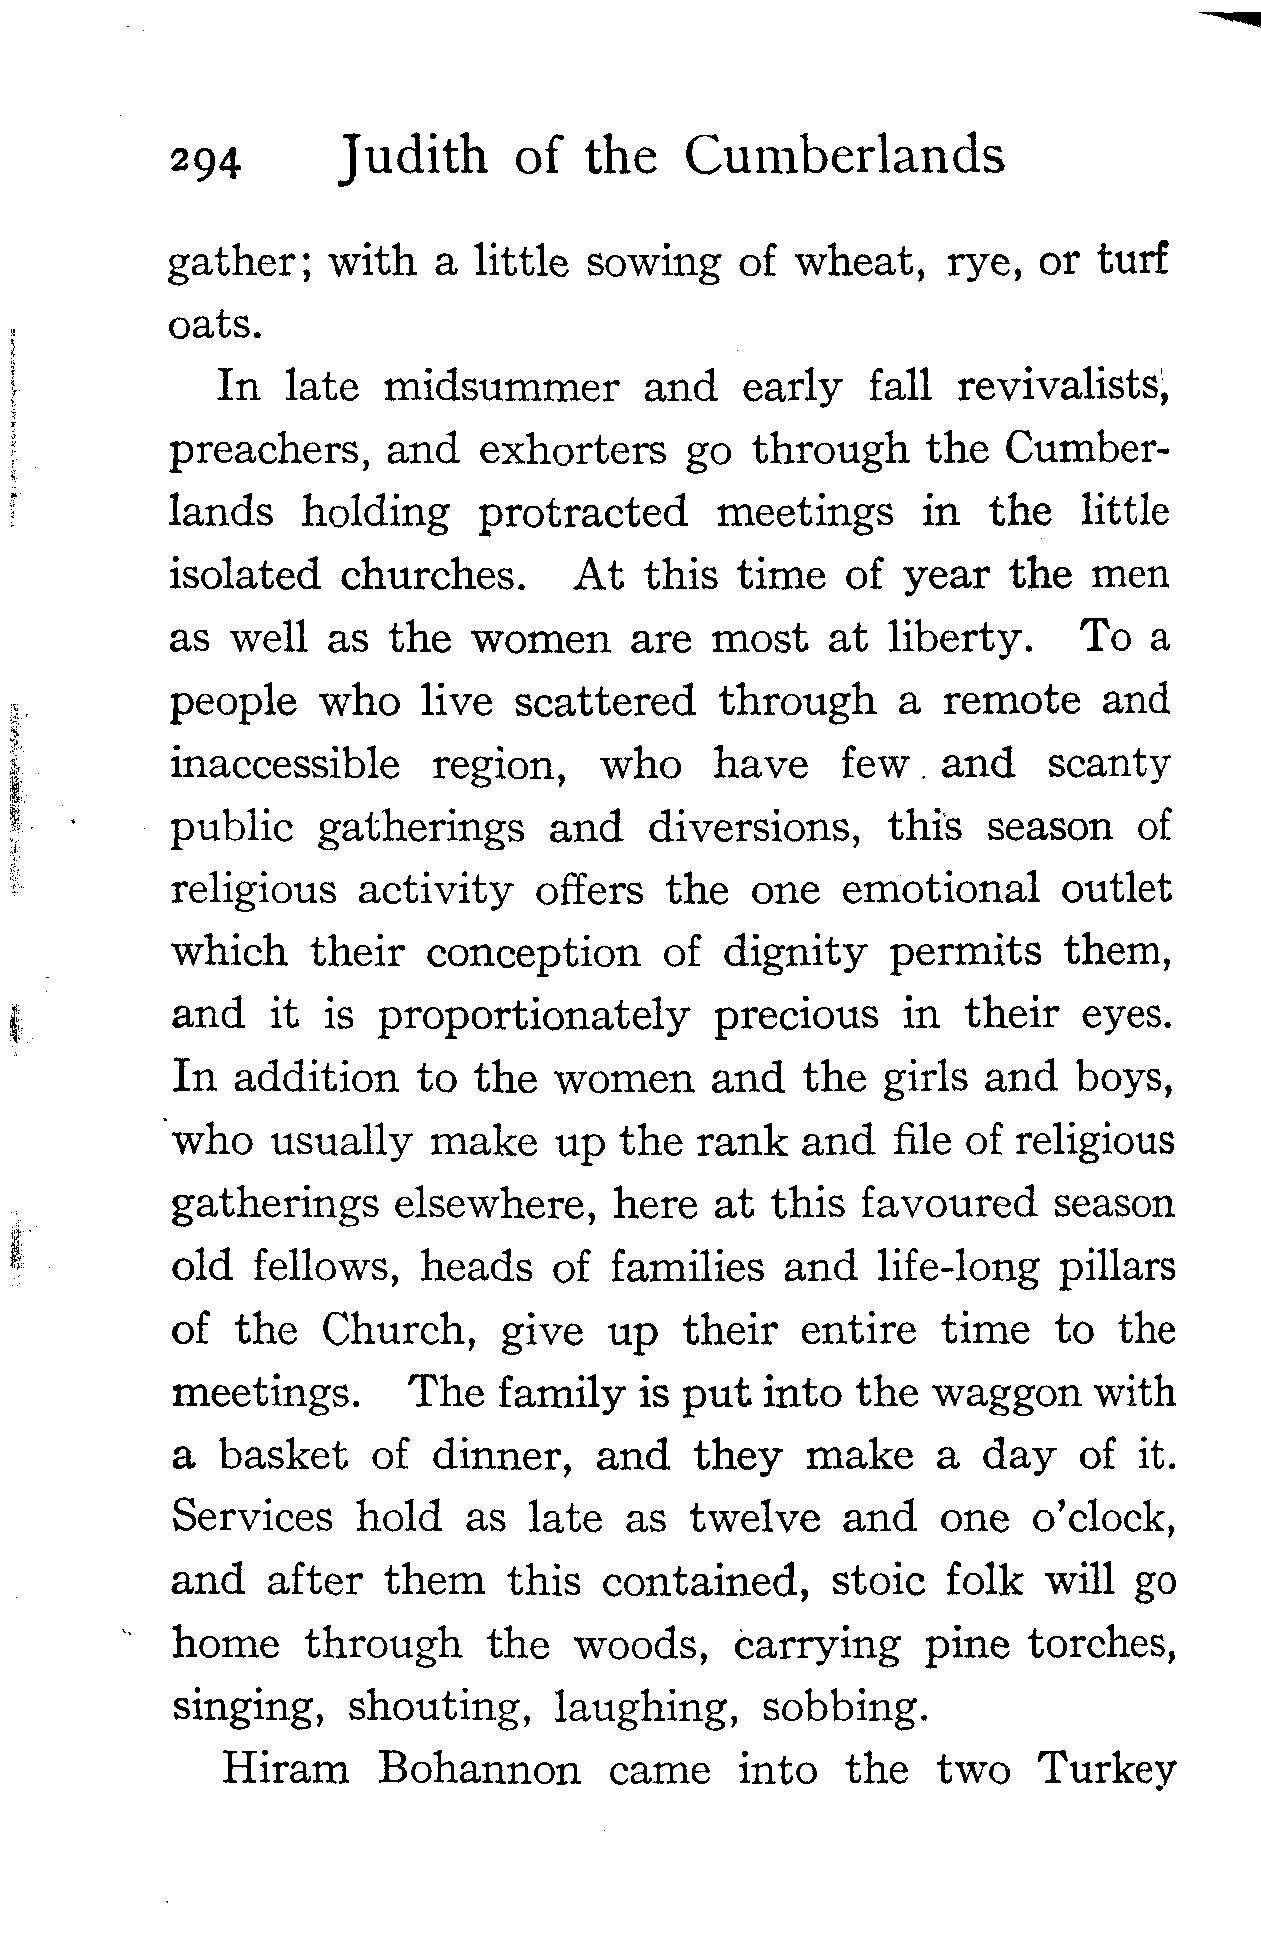 294 Judith of the Cumberlands
gather; with a little sowing of wheat, rye, or turf
oats.
In late midsummer and early fall revivalists,
preachers, and exhorters go through the Cumber-
lands holding protracted meetings in the little
isolated churches. At this time of year the men
as well as the women are most at liberty. To a
people who live scattered through a remote and
inaccessible region, who have few and scanty
public gatherings and diversions, this season of
religious activity offers the one emotional outlet
which their conception of dignity permits them,
and it is proportionately precious in their eyes.
In addition to the women and the girls and boys,
who usually make up the rank and file of religious
gatherings elsewhere, here at this favoured season
old fellows, heads of families and life-long pillars
of the Church, give up their entire time to the
meetings. The family is put into the waggon with
a basket of dinner, and they make a day of it.
Services hold as late as twelve and one o'clock,
and after them this contained, stoic folk will go
home through the woods, carrying pine torches,
singing, shouting, laughing, sobbing.
Hiram Bohannon came into the two Turkey